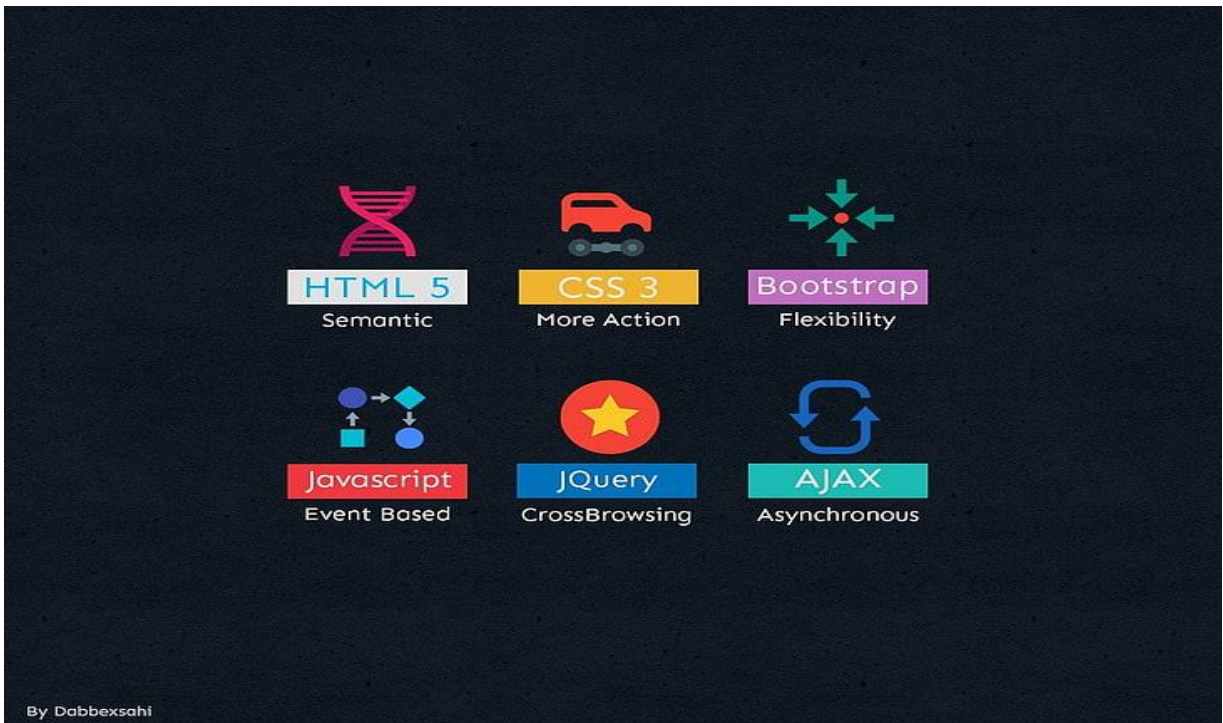 HTML 5 CSS 3 Bootstrap
Semantic More Action Flexibility
Javascript JQuery AJAX
Event Based CrossBrowsing Asynchronous
By Dabbexsahi